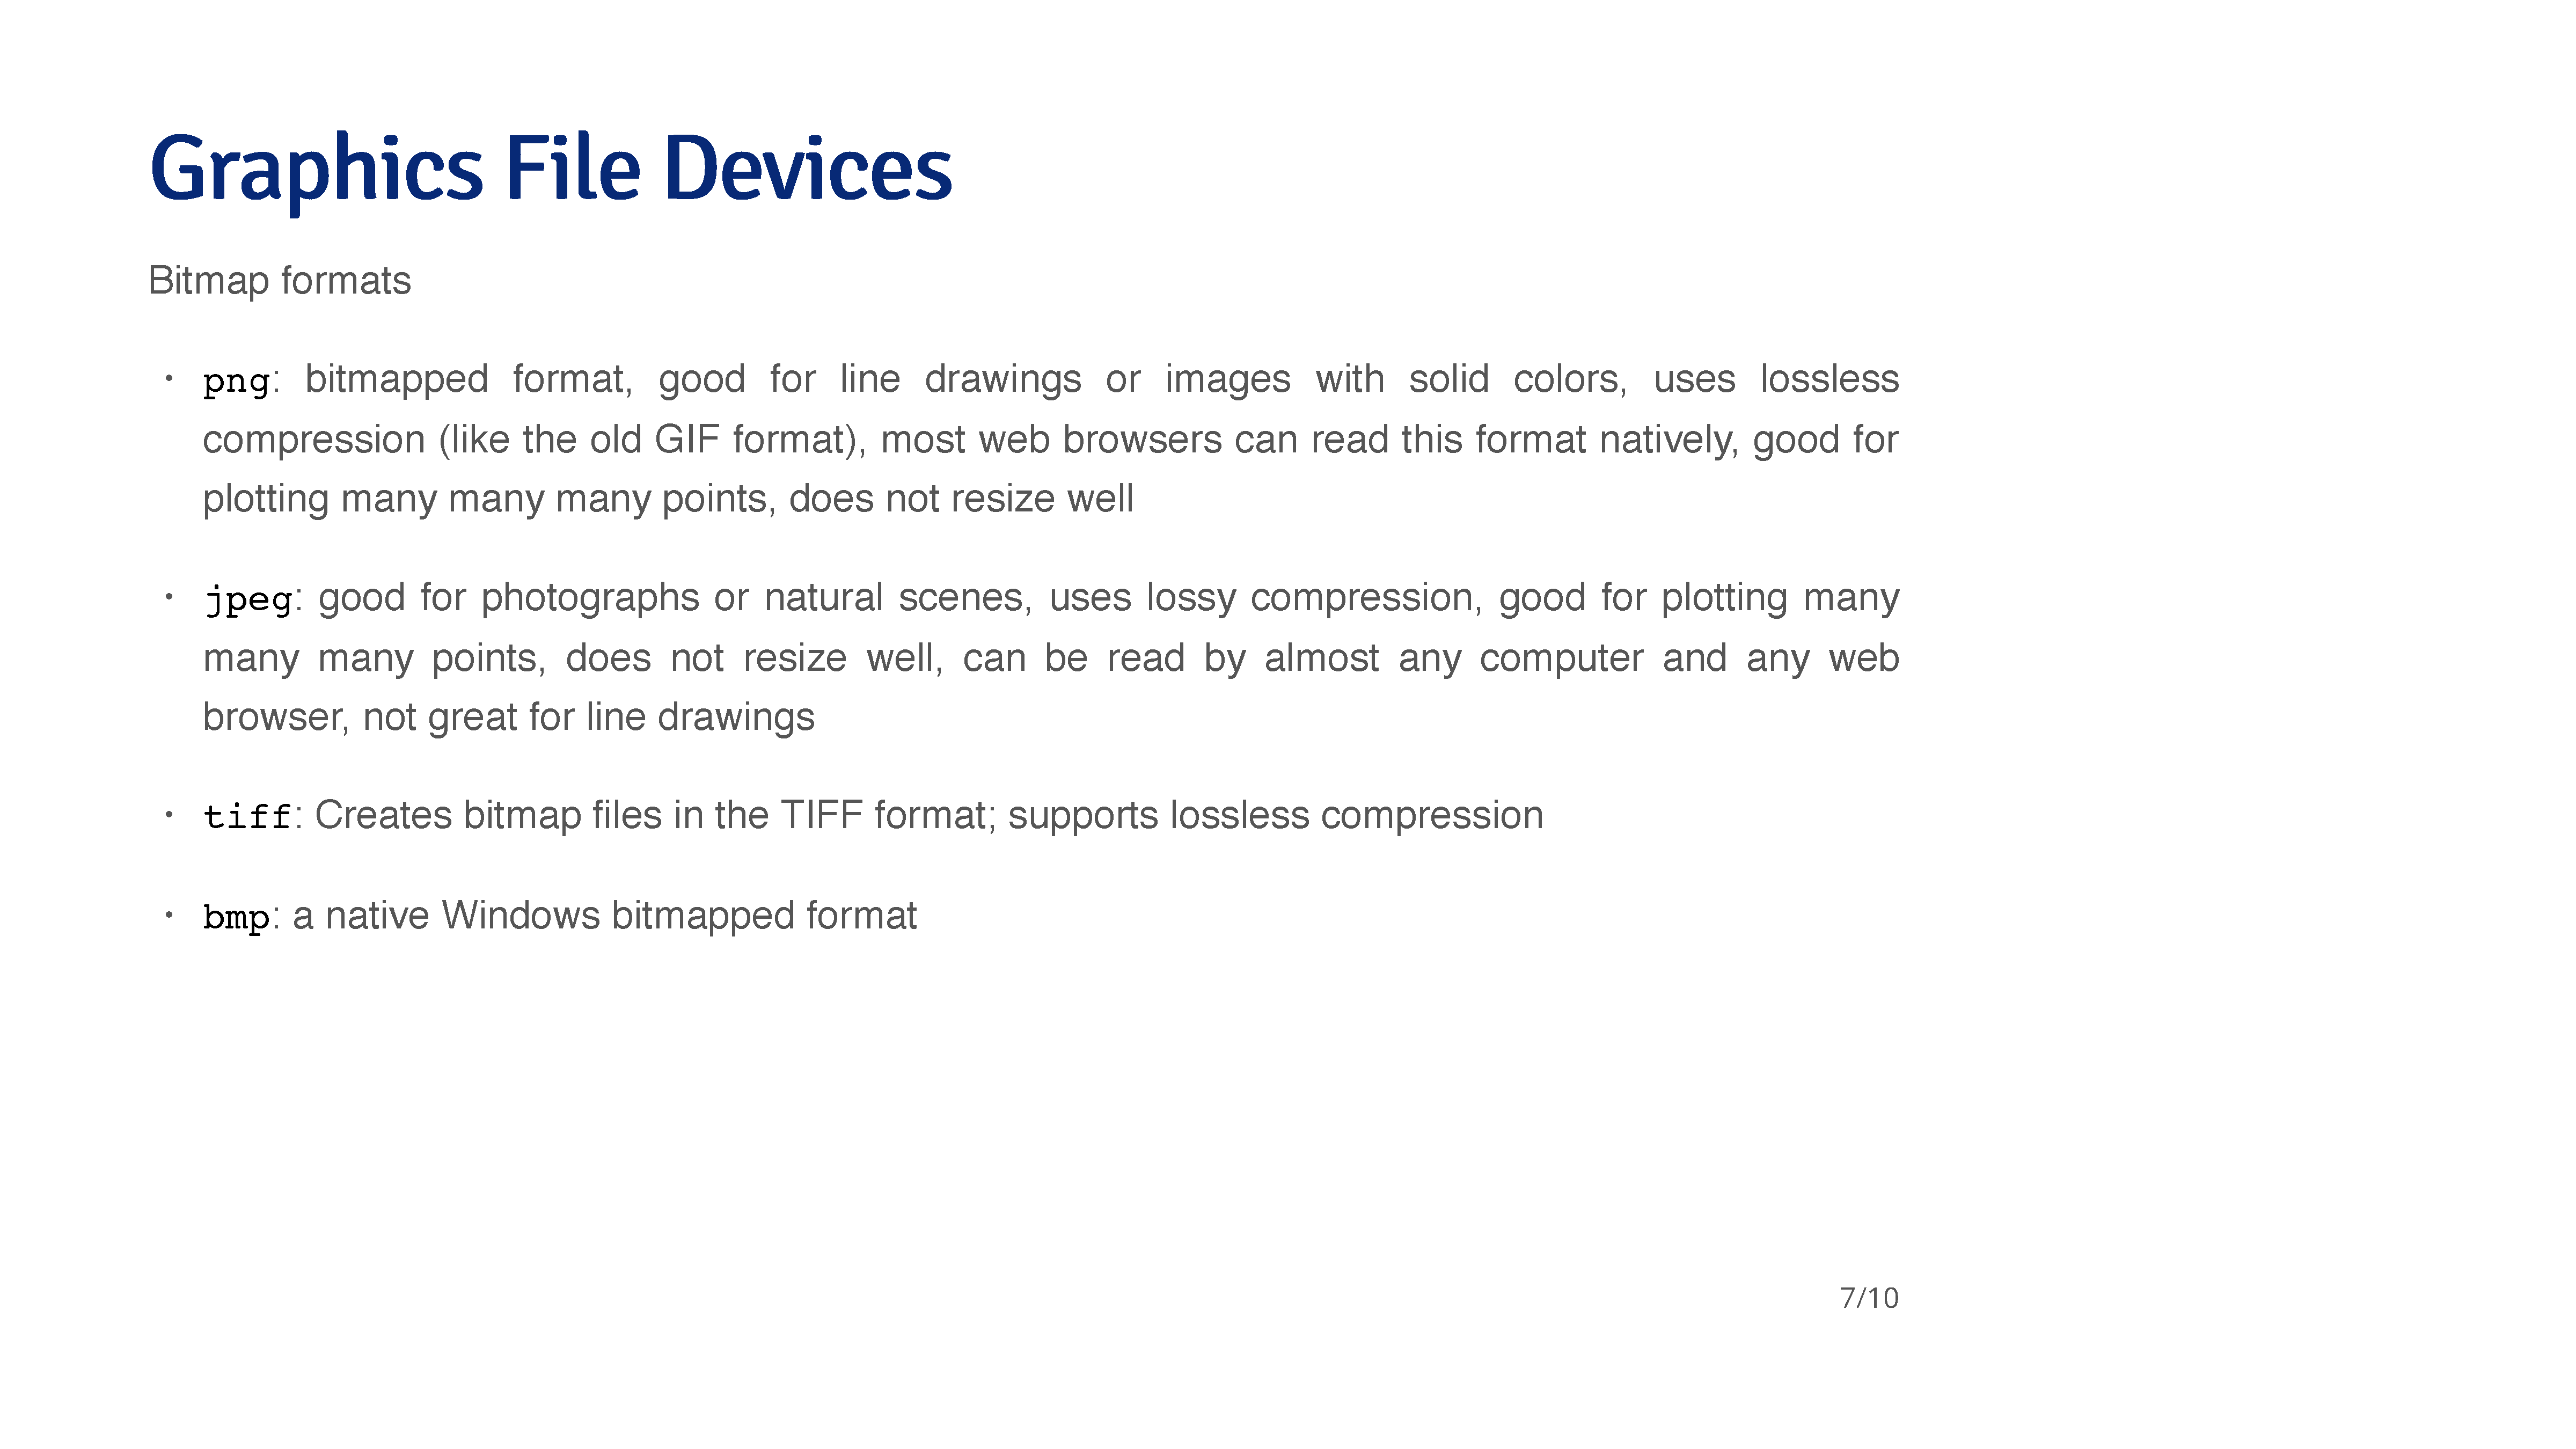 Graphics File Devices
Bitmap formats
• png: bitmapped format, good for line drawings or images with solid colors, uses lossless
compression (like the old GIF format), most web browsers can read this format natively, good for
plotting many many many points, does not resize well
• jpeg: good for photographs or natural scenes, uses lossy compression, good for plotting many
many many points, does not resize well, can be read by almost any computer and any web
browser, not great for line drawings
• tiff: Creates bitmap files in the TIFF format; supports lossless compression
• bmp: a native Windows bitmapped format
7/10